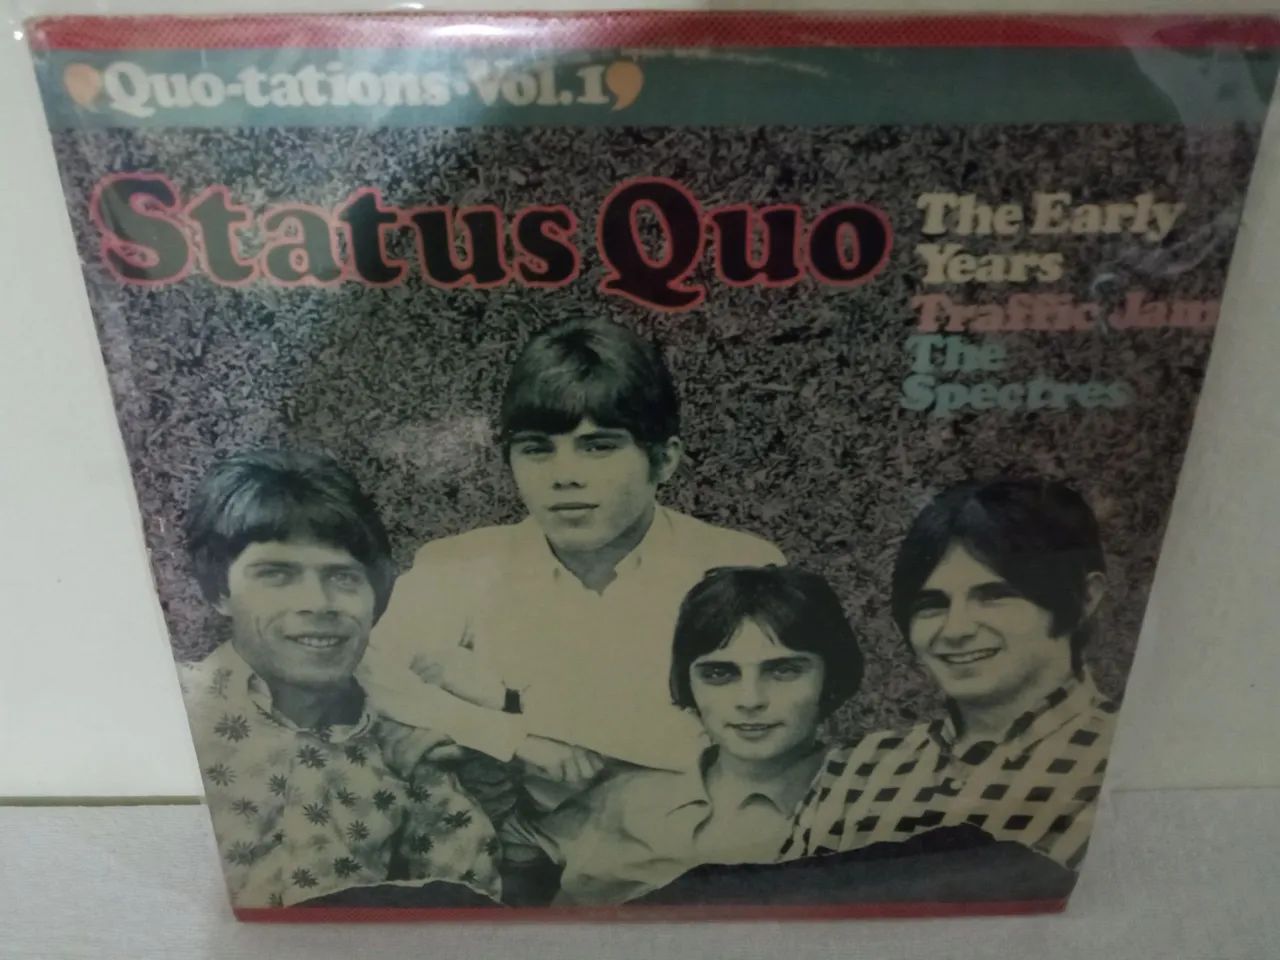 ❜Quo-tations·Vol.1❜
Status Quo
The Early
Years
Traffic Jam
The
Spectres